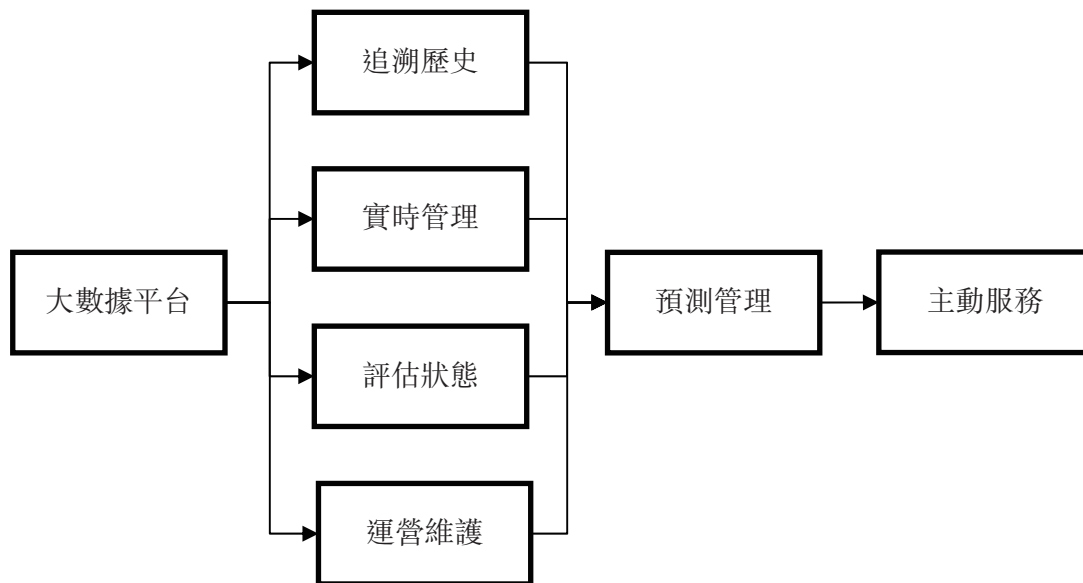 追溯歷史
實時管理
大數據平台
預測管理
主動服務
評估狀態
運營維護